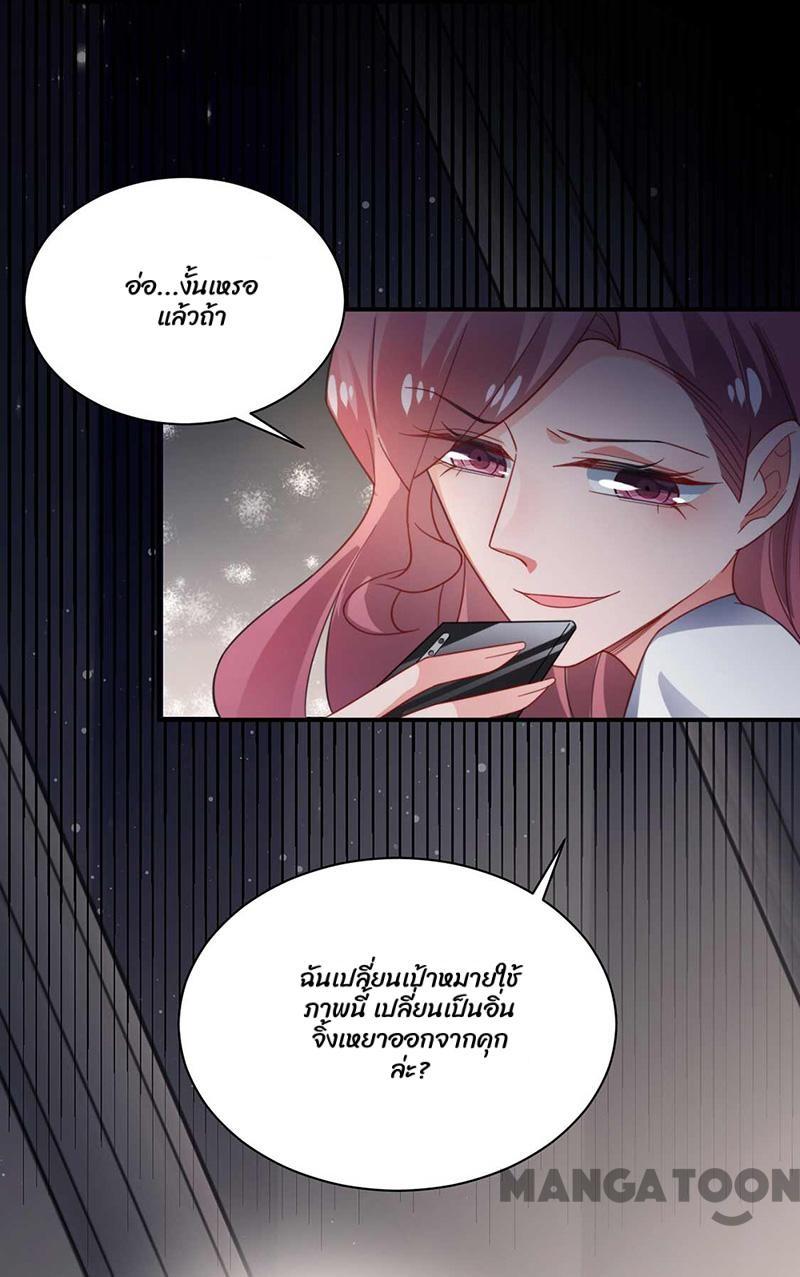 อ่อ...งั้นเหรอ
แล้วถ้า
ฉันเปลี่ยนเป้าหมายใช้
ภาพนี้ เปลี่ยนเป็นอิ่น
จิ้งเหยาออกจากคุก
ล่ะ?
MANGATOON